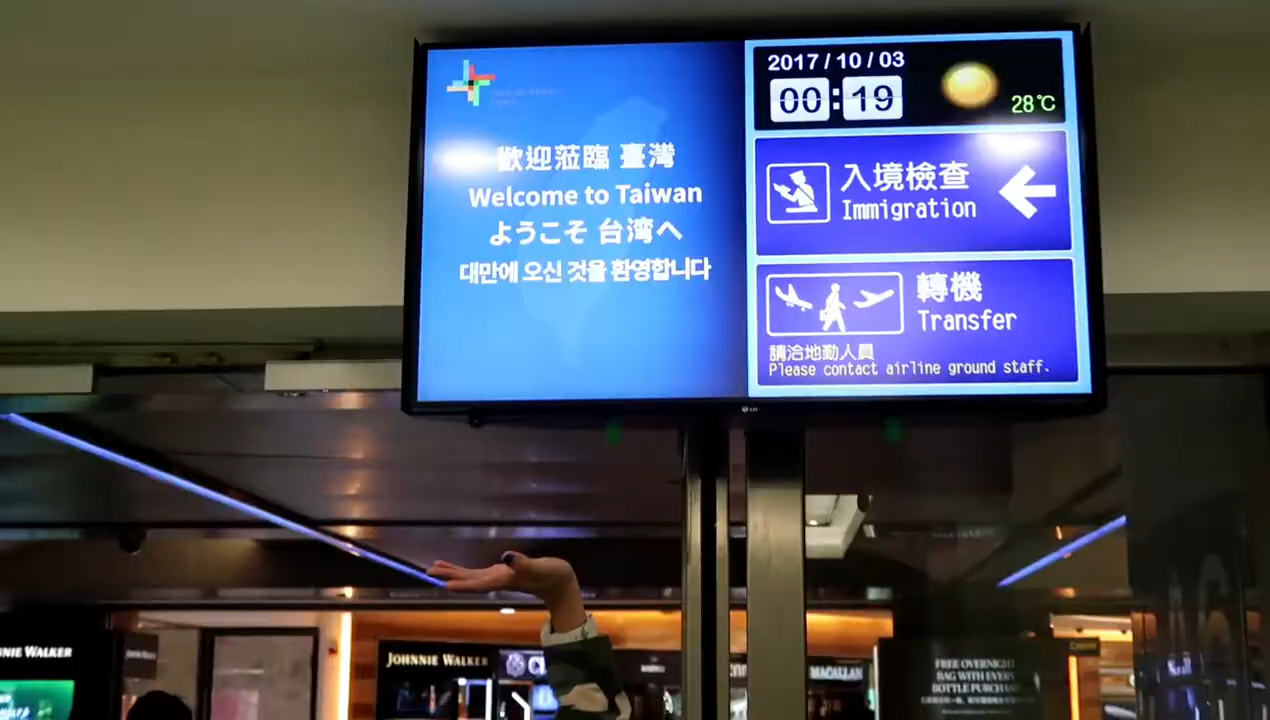 歡迎蒞臨 臺灣
Welcome to Taiwan
ようこそ 台湾へ
대만에 오신 것을 환영합니다
2017 / 10 / 03
00:19
28℃
入境檢查
Immigration
轉機
Transfer
請洽地勤人員
Please contact airline ground staff.
LG
NIE WALKER
JOHNNIE WALKER
MACALLAN
FREE OVERNIGHT
BAG WITH EVERY
BOTTLE PURCHASE